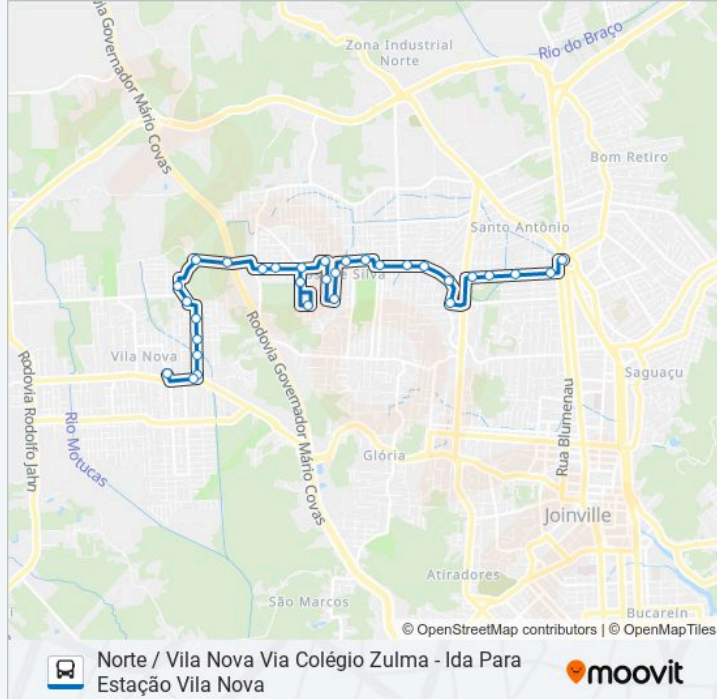 via Governador Mário Covas
Zona Industrial
Norte
Rio do Braço
Bom Retiro
Santo Antônio
Silva
Vila Nova
Rodovia Governador Mário Covas
Rodovia Rodolfo Jahn
Rio Motucas
Saguaçu
Rua Blumenau
Glória
Joinville
Atiradores
São Marcos
Bucarein
© OpenStreetMap contributors | © OpenMapTiles
Norte / Vila Nova Via Colégio Zulma - Ida Para
Estação Vila Nova
moovit